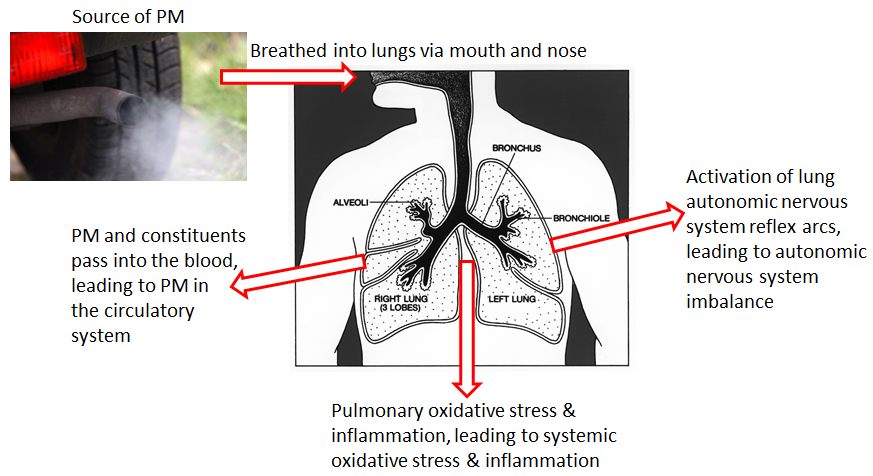 Source of PM
Breathed into lungs via mouth and nose
BRONCHUS
ALVEOLI
BRONCHIOLE
RIGHT LUNG
(3 LOBES)
LEFT LUNG
Activation of lung
autonomic nervous
system reflex arcs,
leading to autonomic
nervous system
imbalance
PM and constituents
pass into the blood,
leading to PM in
the circulatory
system
Pulmonary oxidative stress &
inflammation, leading to systemic
oxidative stress & inflammation